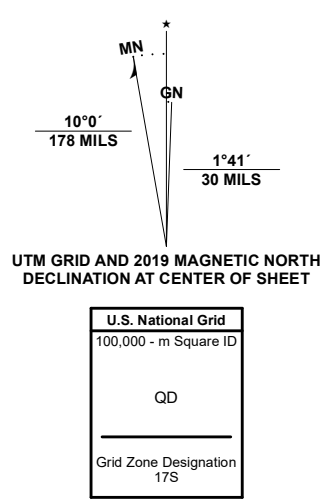 ★
MN
GN
10°0´
178 MILS
1°41´
30 MILS
UTM GRID AND 2019 MAGNETIC NORTH
DECLINATION AT CENTER OF SHEET
U.S. National Grid
100,000 - m Square ID
QD
Grid Zone Designation
17S